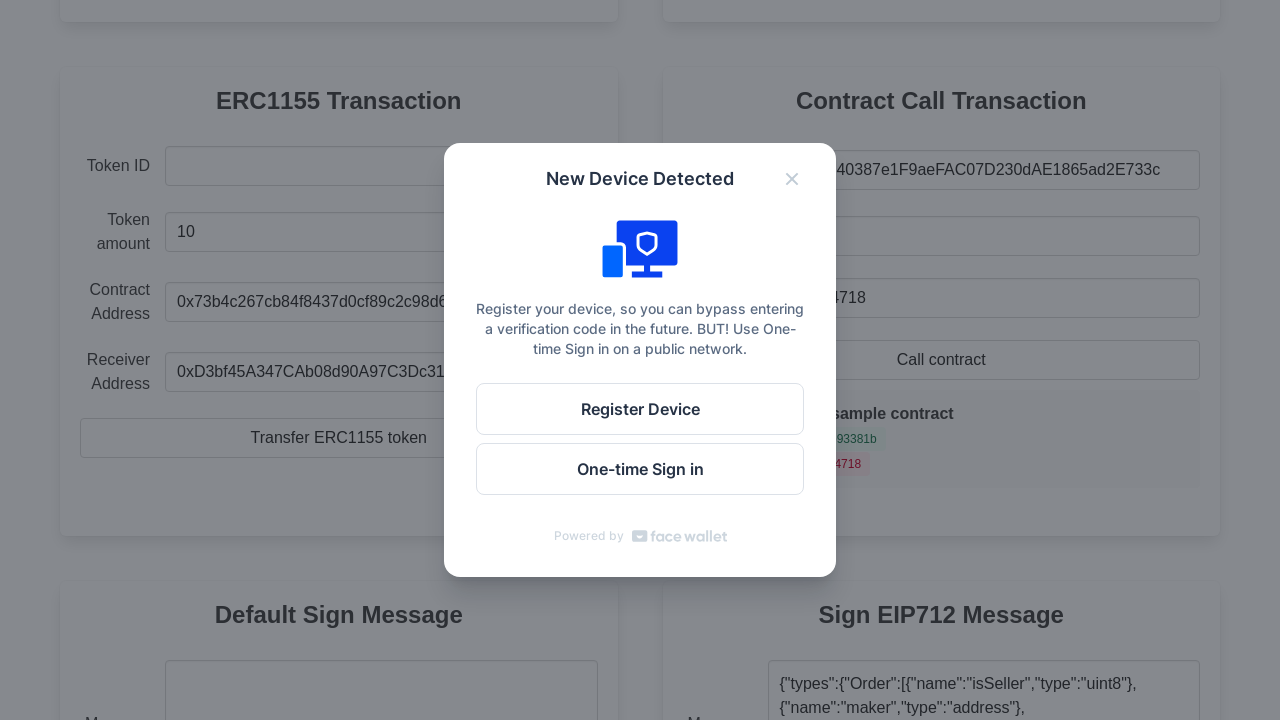 ERC1155 Transaction
Token ID
Token
amount
10
Contract
Address
0x73b4c267cb84f8437d0cf89c2c98d6
Receiver
Address
0xD3bf45A347CAb08d90A97C3Dc31
Transfer ERC1155 token
Contract Call Transaction
40387e1F9aeFAC07D230dAE1865ad2E733c
4718
Call contract
sample contract
93381b
4718
New Device Detected
Register your device, so you can bypass entering
a verification code in the future. BUT! Use One-
time Sign in on a public network.
Register Device
One-time Sign in
Powered by face wallet
Default Sign Message
Sign EIP712 Message
{"types":{"Order":[{"name":"isSeller","type":"uint8"},
{"name":"maker","type":"address"},